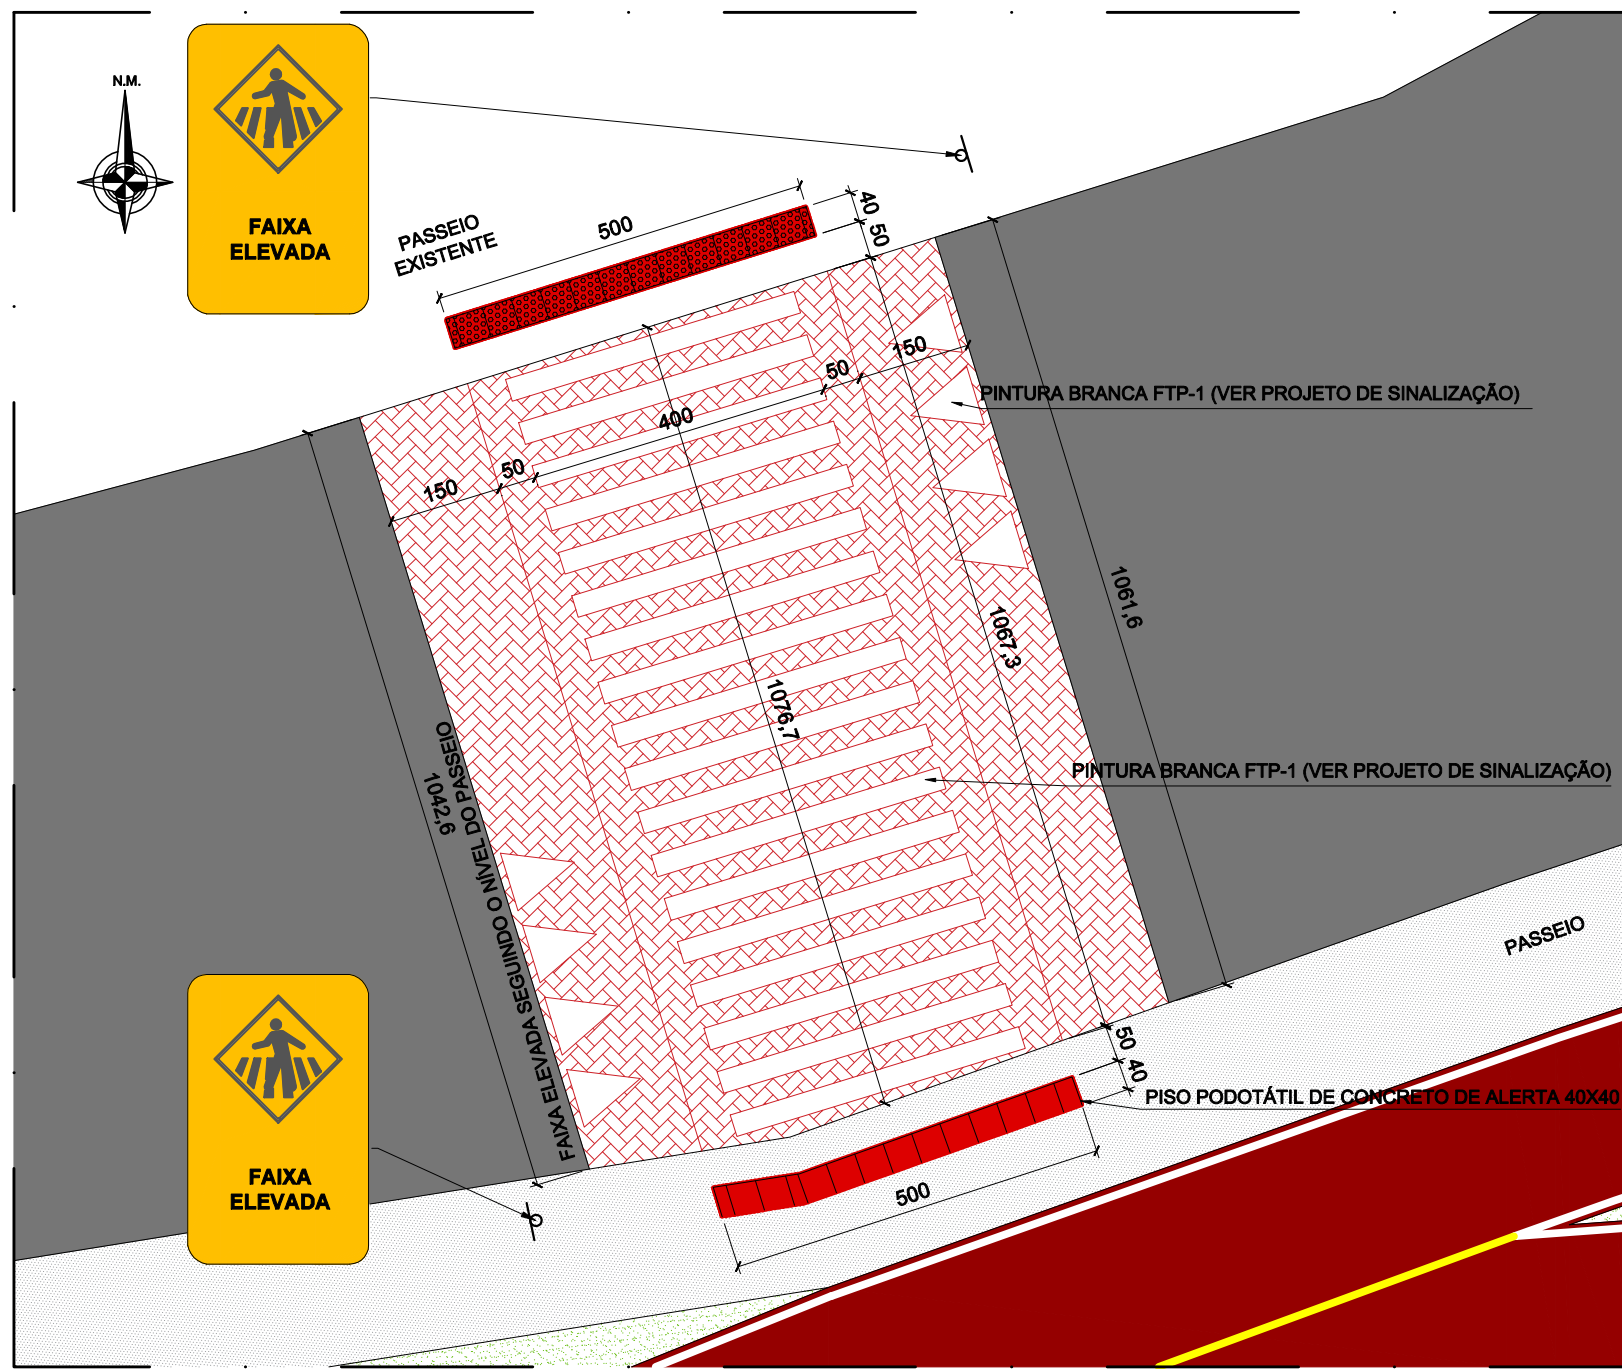 N.M.
FAIXA
ELEVADA
PASSEIO
EXISTENTE
500
40
50
150
50
400
50
150
PINTURA BRANCA FTP-1 (VER PROJETO DE SINALIZAÇÃO)
1061,6
1067,3
1076,7
1042,6
FAIXA ELEVADA SEGUINDO O NÍVEL DO PASSEIO
PINTURA BRANCA FTP-1 (VER PROJETO DE SINALIZAÇÃO)
PASSEIO
50
40
PISO PODOTÁTIL DE CONCRETO DE ALERTA 40X40
500
FAIXA
ELEVADA